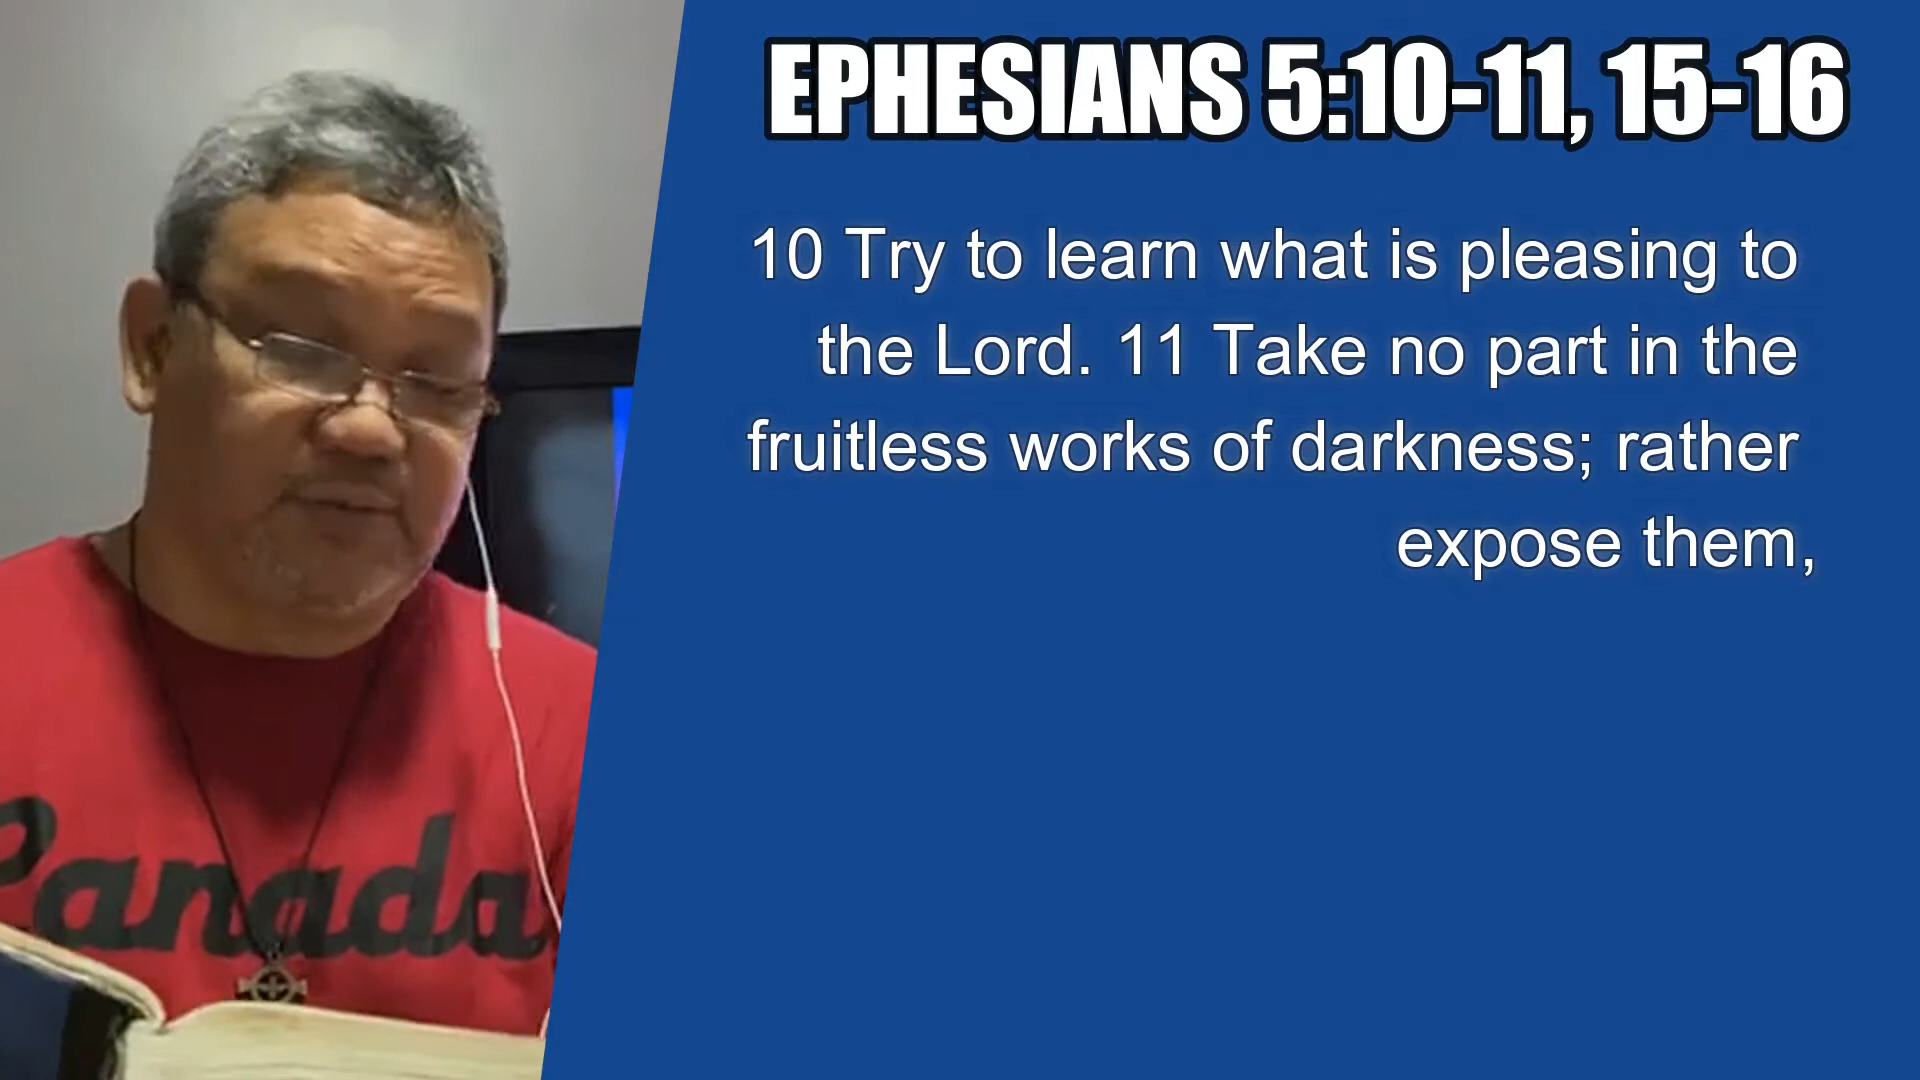 EPHESIANS 5:10-11, 15-16
10 Try to learn what is pleasing to
the Lord. 11 Take no part in the
fruitless works of darkness; rather
expose them,
Canada